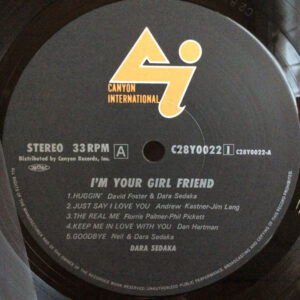 CANYON
INTERNATIONAL
STEREO 33RPM A C28Y0022 I C28Y0022-A
Distributed by Canyon Records, Inc.
I'M YOUR GIRL FRIEND
1.HUGGIN' David Foster & Dara Sedaka
2.JUST SAY I LOVE YOU Andrew Kastner-Jim Lang
3.THE REAL ME Florrie Palmer-Phil Pickett
4.KEEP ME IN LOVE WITH YOU Dan Hartman
5.GOODBYE Neil & Dara Sedaka
DARA SEDAKA